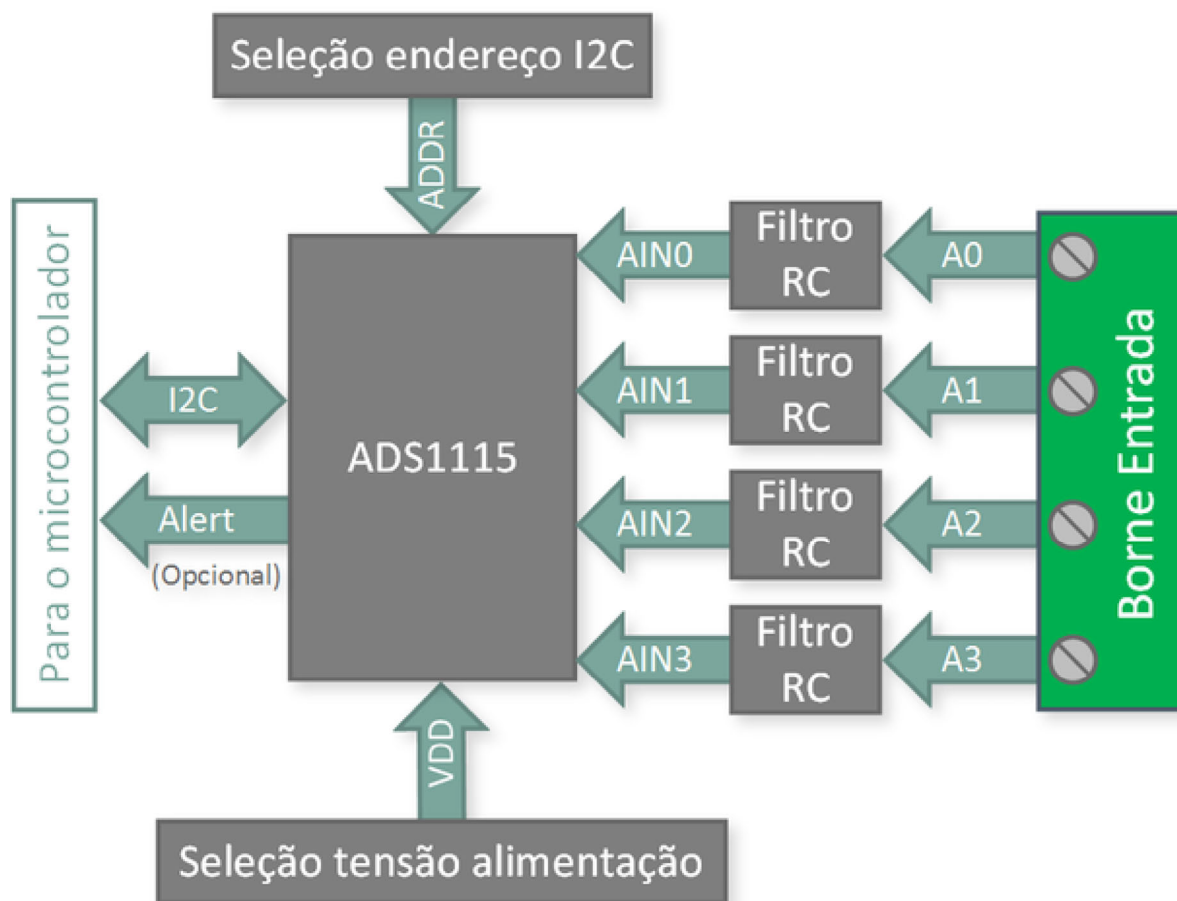 Seleção endereço I2C
ADDR
Para o microcontrolador
I2C
Alert
(Opcional)
ADS1115
AIN0
Filtro
RC
A0
AIN1
Filtro
RC
A1
AIN2
Filtro
RC
A2
AIN3
Filtro
RC
A3
Borne Entrada
VDD
Seleção tensão alimentação